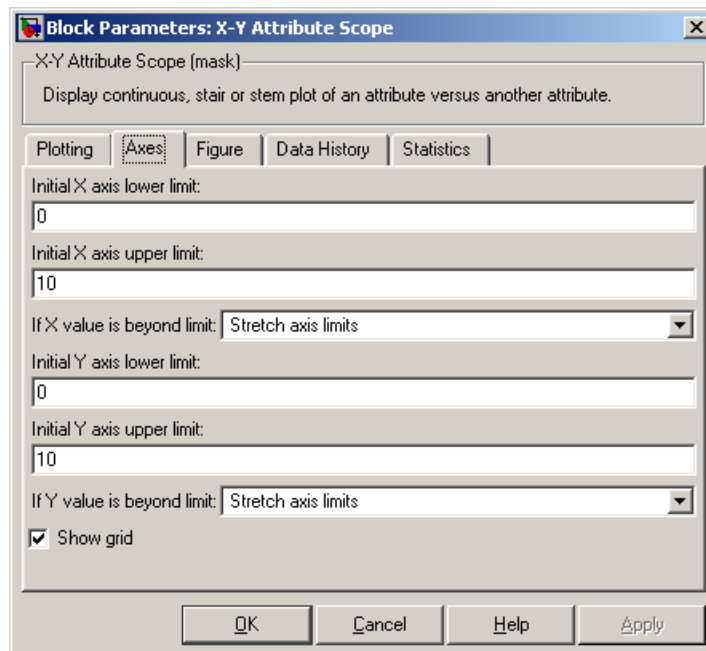 Block Parameters: X-Y Attribute Scope
X-Y Attribute Scope (mask)
Display continuous, stair or stem plot of an attribute versus another attribute.
Plotting Axes Figure Data History Statistics
Initial X axis lower limit:
0
Initial X axis upper limit:
10
If X value is beyond limit: Stretch axis limits
Initial Y axis lower limit:
0
Initial Y axis upper limit:
10
If Y value is beyond limit: Stretch axis limits
Show grid
OK Cancel Help Apply